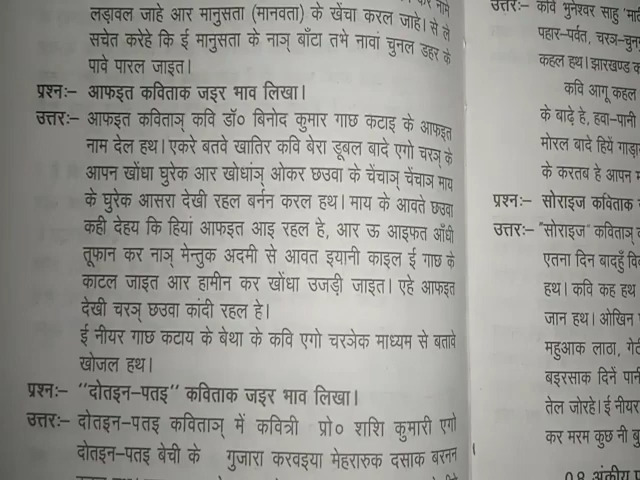 लड़ावल जाहे आर मानुसता (मानवता) के खेंचा करल जाहे। से ले
सचेत करेहे कि ई मानुसता के नाञ् बाँटा तभे नावां चुनल डहर के
पावे पारल जाइत।
प्रश्नः– आफइत कविताक जइर भाव लिखा।
उत्तरः– आफइत कविताञ् कवि डॉ० बिनोद कुमार गाछ कटाइ के आफइत
नाम देल हथ। एकरे बतवे खातिर कवि बेरा डूबल बादे एगो चरञ् के
आपन खोंधा घुरेक आर खोधांञ् ओकर छउवा के चेंचाञ् चेंचाञ माय
के घुरेक आसरा देखी रहल बर्नन करल हथ। माय के आवते छउवा
कही देहय कि हियां आफइत आइ रहल हे, आर ऊ आइफत आँधी
तूफान कर नाञ् मेन्तुक अदमी से आवत इयानी काइल ई गाछ के
काटल जाइत आर हामीन कर खोंधा उजड़ी जाइत। एहे आफइत
देखी चरञ् छउवा कांदी रहल हे।
ई नीयर गाछ कटाय के बेथा के कवि एगो चरञेक माध्यम से बतावे
खोजल हथ।
प्रश्नः– "दोतइन-पतइ" कविताक जइर भाव लिखा।
उत्तरः– दोतइन-पतइ कविताञ् में कवित्री प्रो० शशि कुमारी एगो
दोतइन-पतइ बेची के गुजारा करवइया मेहरारुक दसाक बरनन
उत्तरः– कवि भुनेश्वर साहु
पहार-पर्वत, चरञ-चुन
कहल हथ। झारखण्ड
कवि आगू कहल
के बाढ़े हे, हवा-पानी
मोरल बादे हियें गाड़ा
के करतब हे आपन
प्रश्नः– सोराइज कविताक
उत्तरः– "सोराइज" कविताञ्
एतना दिन बादहुँ
हथ। कवि कह हथ
जान हथ। ओखिन
महुआक लाठा,
बइरसाक दिनें पानी
तेल जोरहे। ई नीयर
कर मरम कुछ नी
08 अंकीय